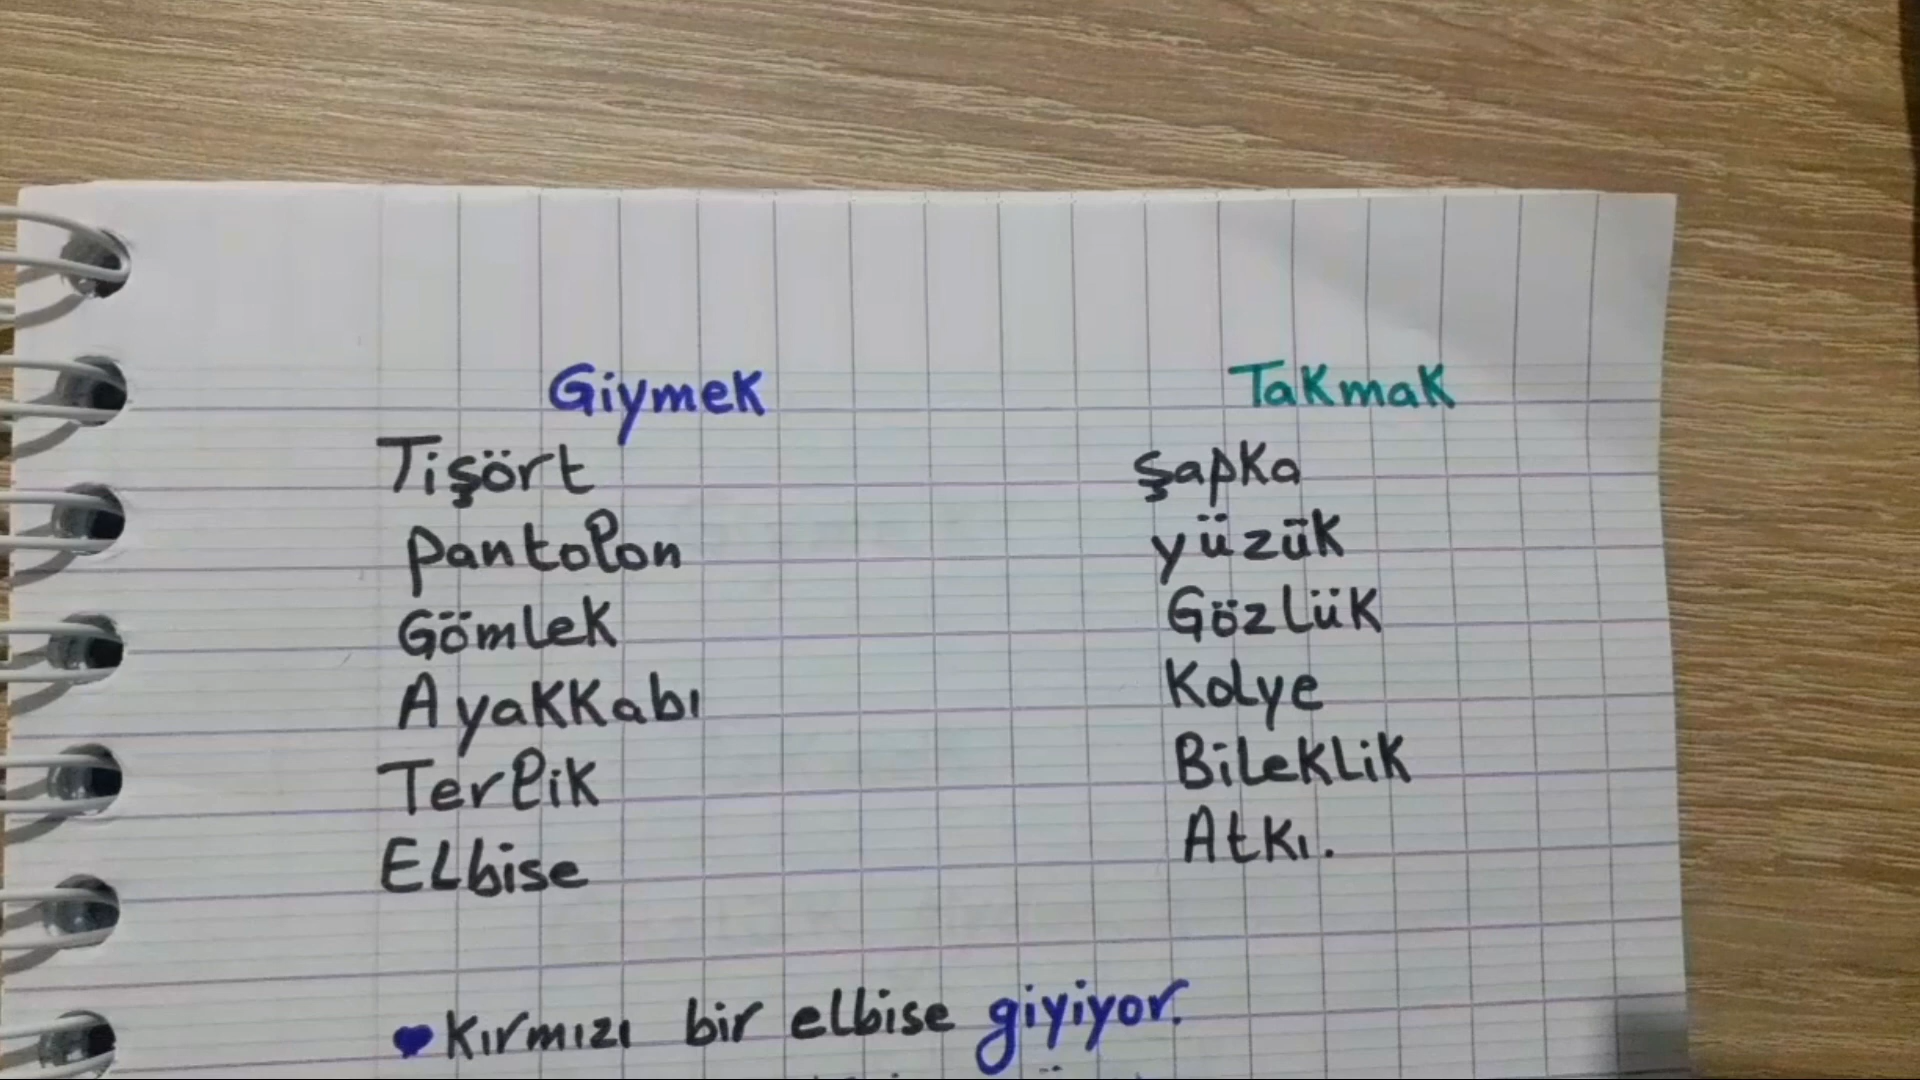 Giymek
Tişört
pantolon
Gömlek
Ayakkabı
Terlik
Elbise
Takmak
Şapka
yüzük
Gözlük
Kolye
Bileklik
Atkı.
Kırmızı bir elbise giyiyor.